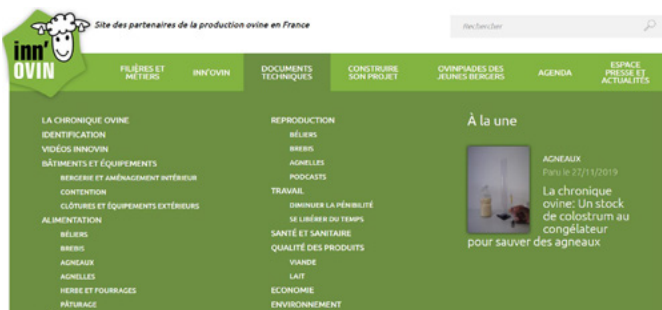 inn'
OVIN
Site des partenaires de la production ovine en France
Rechercher
FILIÈRES ET
MÉTIERS
INN'OVIN
DOCUMENTS
TECHNIQUES
CONSTRUIRE
SON PROJET
OVINPIADES DES
JEUNES BERGERS
AGENDA
ESPACE
PRESSE ET
ACTUALITÉS
LA CHRONIQUE OVINE
IDENTIFICATION
VIDÉOS INNOVIN
BÂTIMENTS ET ÉQUIPEMENTS
BERGERIE ET AMÉNAGEMENT INTÉRIEUR
CONTENTION
CLÔTURES ET ÉQUIPEMENTS EXTÉRIEURS
ALIMENTATION
BÉLIERS
BREBIS
AGNEAUX
AGNELLES
HERBE ET FOURRAGES
PÂTURAGE
REPRODUCTION
BÉLIERS
BREBIS
AGNELLES
PODCASTS
TRAVAIL
DIMINUER LA PÉNIBILITÉ
SE LIBÉRER DU TEMPS
SANTÉ ET SANITAIRE
QUALITÉ DES PRODUITS
VIANDE
LAIT
ECONOMIE
ENVIRONNEMENT
À la une
AGNEAUX
Paru le 27/11/2019
La chronique
ovine: Un stock
de colostrum au
congélateur
pour sauver des agneaux